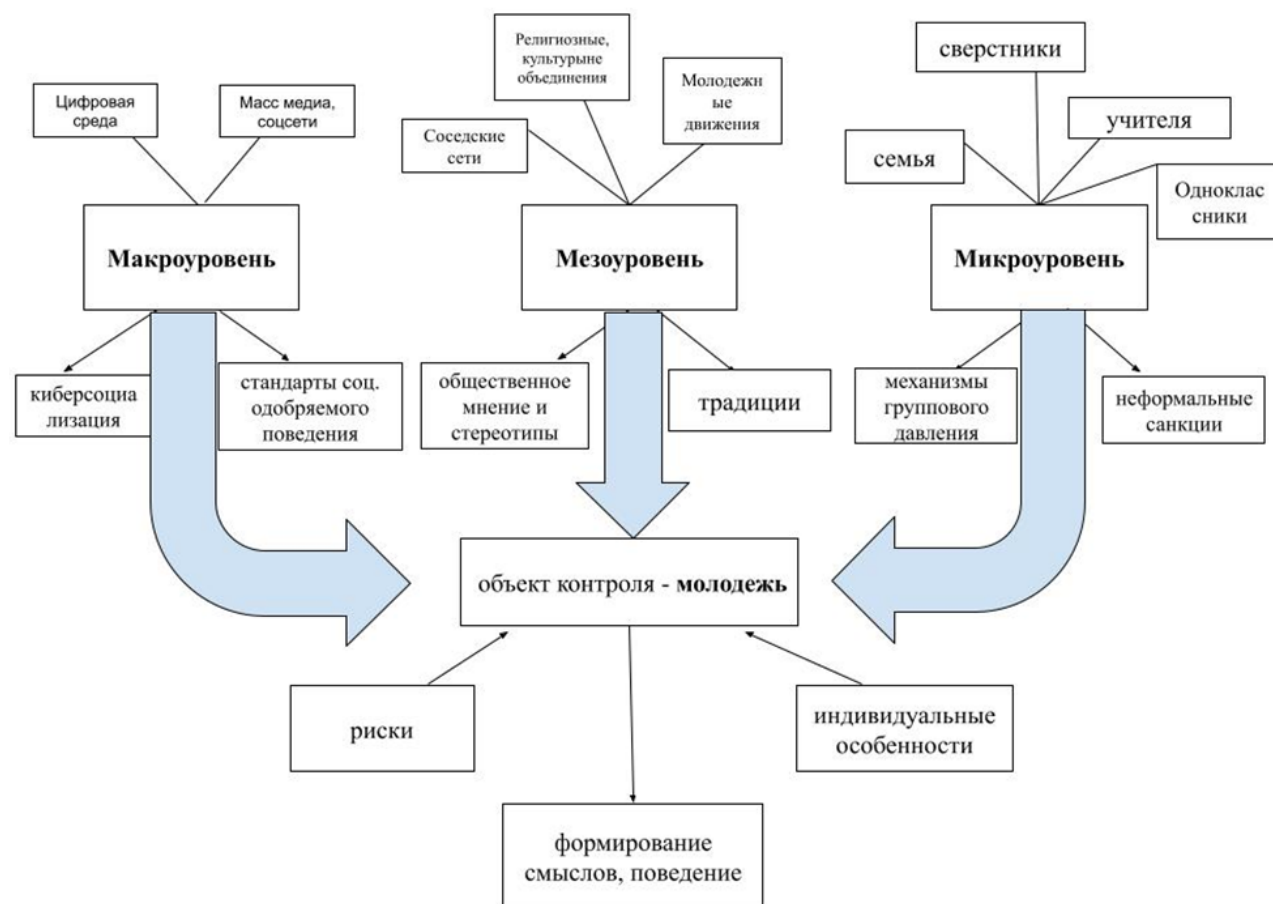 Религиозные,
культурыне
объединения
сверстники
Цифровая
среда
Масс медиа,
соцсети
Молодежн
ые
движения
Соседские
сети
учителя
семья
Одноклас
сники
Макроуровень
Мезоуровень
Микроуровень
киберсоциа
лизация
стандарты соц.
одобряемого
поведения
общественное
мнение и
стереотипы
традиции
механизмы
группового
давления
неформальные
санкции
объект контроля - молодежь
риски
индивидуальные
особенности
формирование
смыслов, поведение